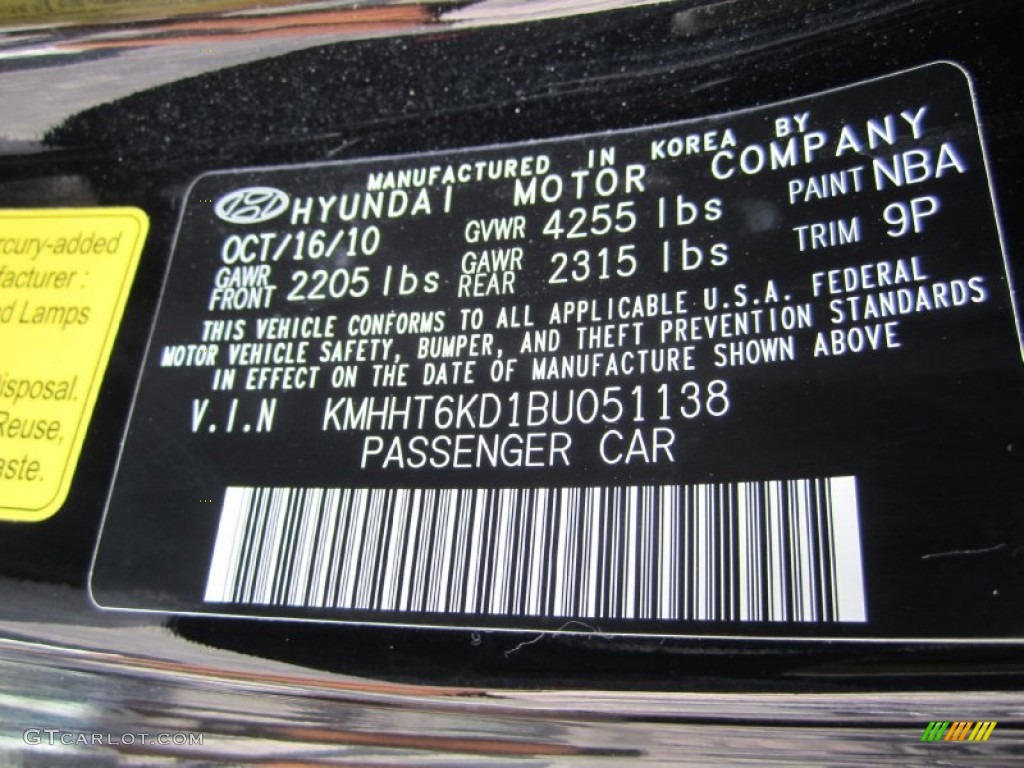 MANUFACTURED IN KOREA BY
HYUNDAI MOTOR COMPANY
OCT/16/10 GVWR 4255 lbs PAINT NBA
GAWR FRONT 2205 lbs GAWR REAR 2315 lbs TRIM 9P
THIS VEHICLE CONFORMS TO ALL APPLICABLE U.S.A. FEDERAL
MOTOR VEHICLE SAFETY, BUMPER, AND THEFT PREVENTION STANDARDS
IN EFFECT ON THE DATE OF MANUFACTURE SHOWN ABOVE
V.I.N KMHHT6KD1BU051138
PASSENGER CAR
rcury-added
nufacturer :
d Lamps
isposal.
Reuse,
aste.
GTCARLOT.COM